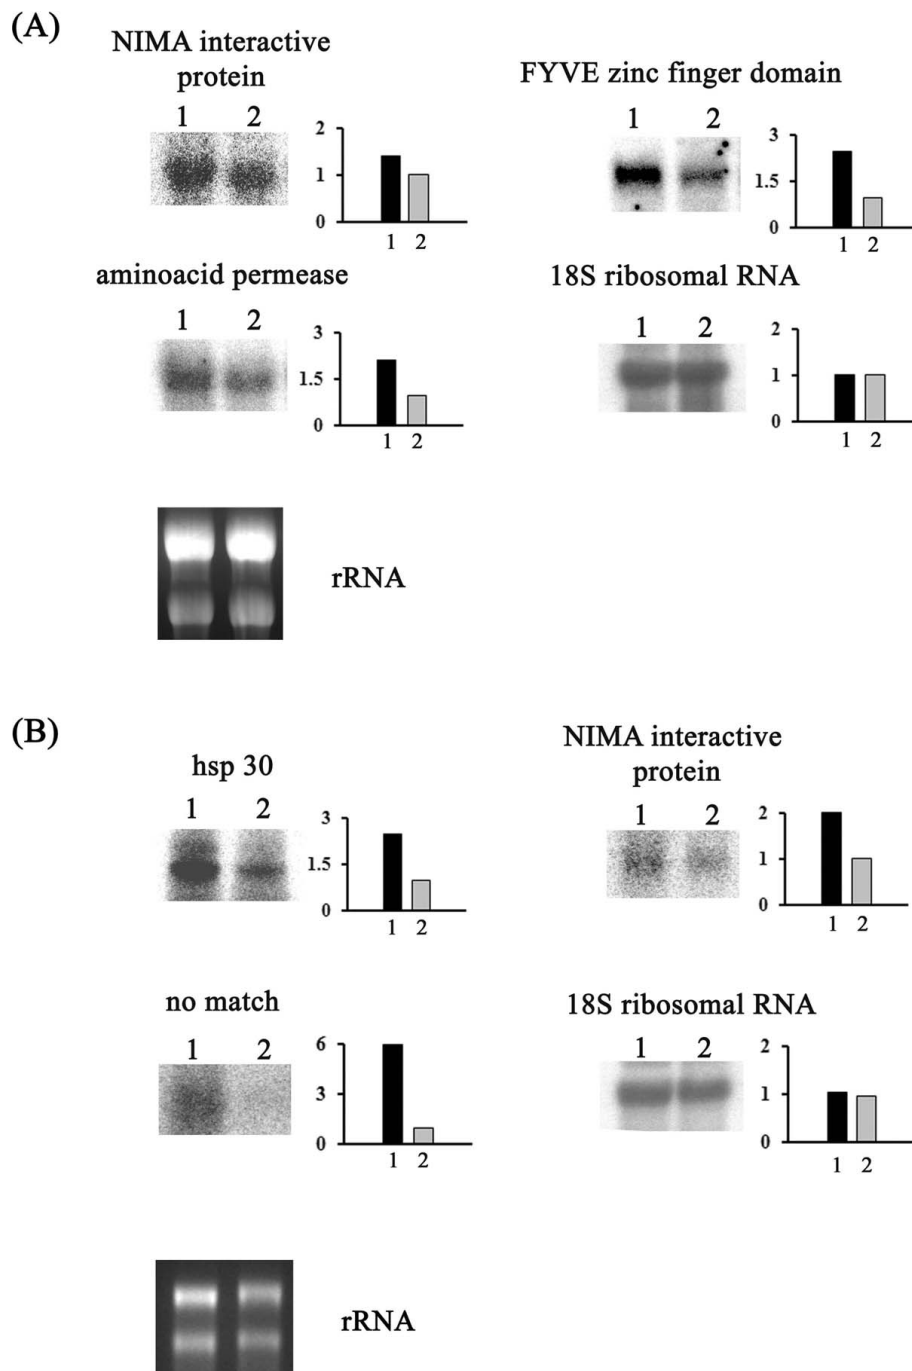 (A)
NIMA interactive
protein
1 2
2
1
0
1 2
FYVE zinc finger domain
1 2
3
1.5
0
1 2
aminoacid permease
1 2
3
1.5
0
1 2
18S ribosomal RNA
1 2
2
1
0
1 2
rRNA
(B)
hsp 30
1 2
3
1.5
0
1 2
NIMA interactive
protein
1 2
2
1
0
1 2
no match
1 2
6
3
0
1 2
18S ribosomal RNA
1 2
2
1
0
1 2
rRNA